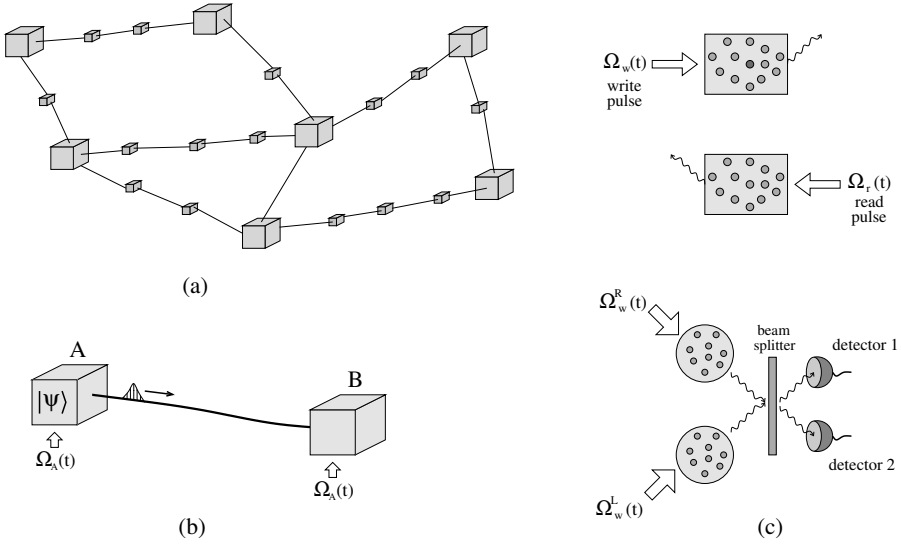 Ω_w(t)
write
pulse
Ω_r(t)
read
pulse
(a)
A
|Ψ⟩
Ω_A(t)
B
Ω_A(t)
(b)
Ω_w^R(t)
beam
splitter
detector 1
detector 2
Ω_w^L(t)
(c)